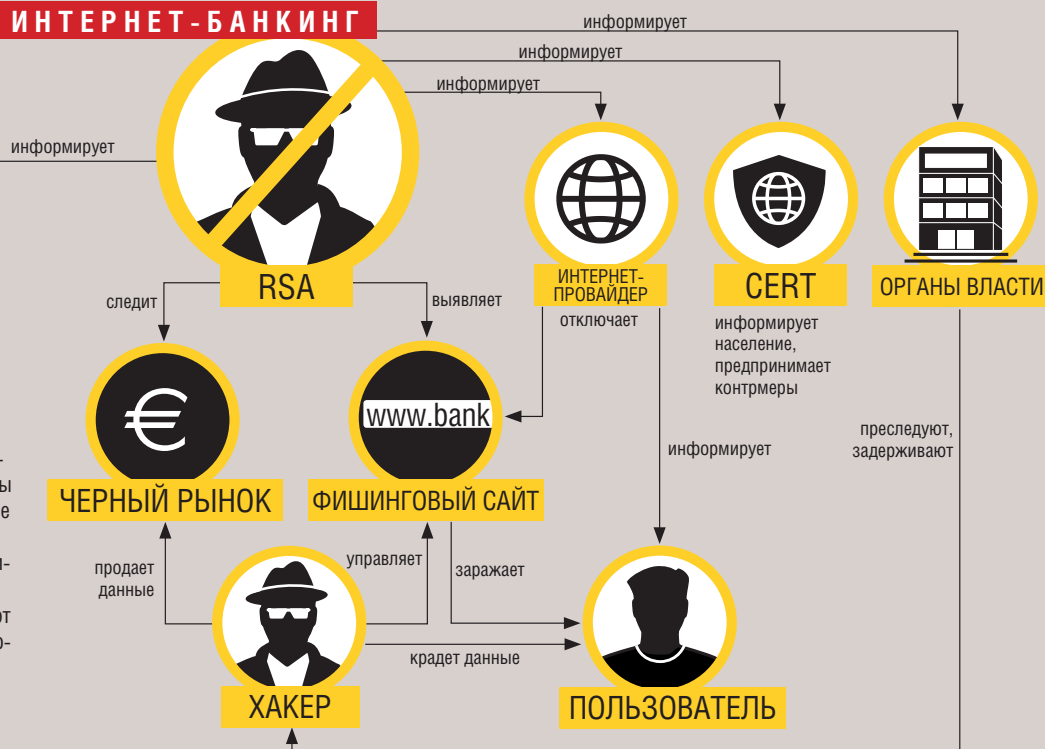 ИНТЕРНЕТ-БАНКИНГ
информирует
информирует
информирует
информирует
RSA
ИНТЕРНЕТ-
ПРОВАЙДЕР
CERT
ОРГАНЫ ВЛАСТИ
следит
выявляет
отключает
информирует
население,
предпринимает
контрмеры
www.bank
преследуют,
задерживают
информирует
ЧЕРНЫЙ РЫНОК
ФИШИНГОВЫЙ САЙТ
продает
данные
управляет
заражает
крадет данные
ХАКЕР
ПОЛЬЗОВАТЕЛЬ